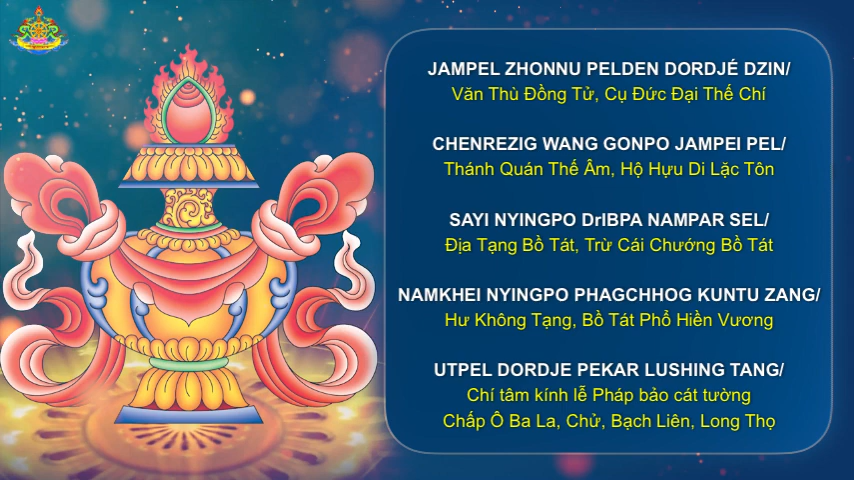 JAMPEL ZHONNU PELDEN DORDJÉ DZIN/
Văn Thù Đồng Tử, Cụ Đức Đại Thế Chí
CHENREZIG WANG GONPO JAMPEI PEL/
Thánh Quán Thế Âm, Hộ Hựu Di Lặc Tôn
SAYI NYINGPO DrIBPA NAMPAR SEL/
Địa Tạng Bồ Tát, Trừ Cái Chướng Bồ Tát
NAMKHEI NYINGPO PHAGCHHOG KUNTU ZANG/
Hư Không Tạng, Bồ Tát Phổ Hiền Vương
UTPEL DORDJE PEKAR LUSHING TANG/
Chí tâm kính lễ Pháp bảo cát tường
Chấp Ô Ba La, Chử, Bạch Liên, Long Thọ